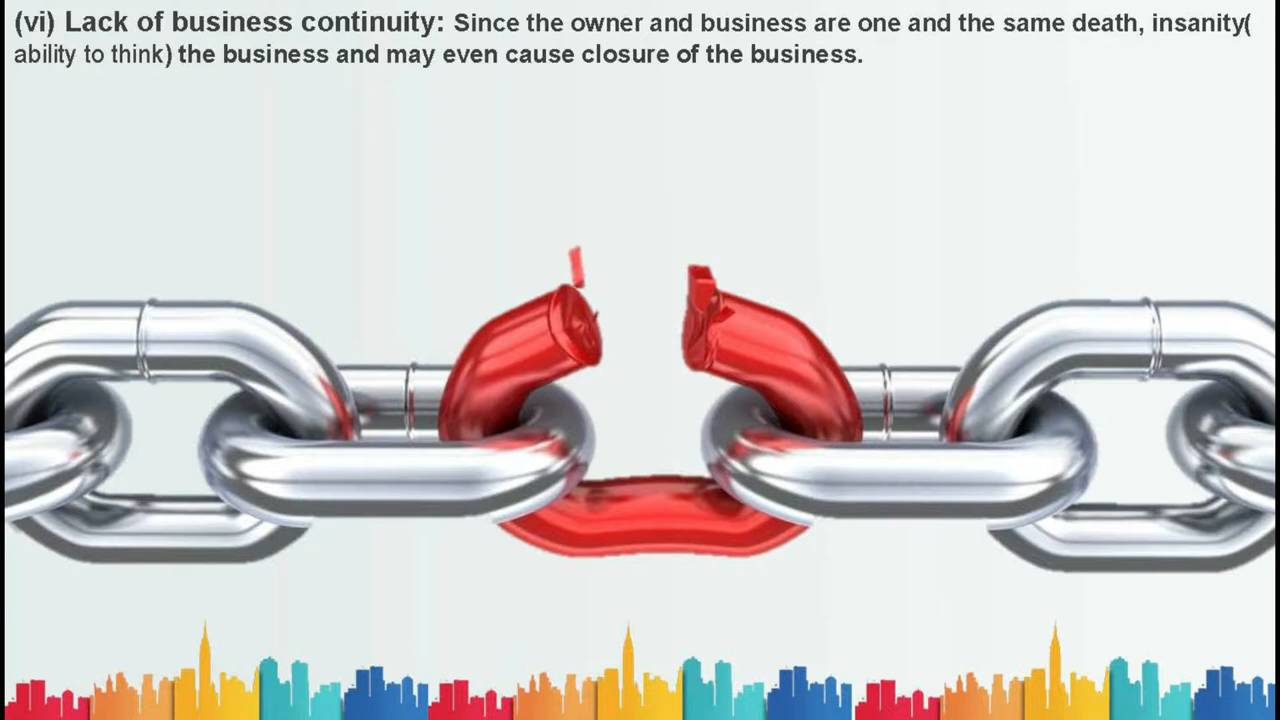 (vi) Lack of business continuity: Since the owner and business are one and the same death, insanity(
ability to think) the business and may even cause closure of the business.